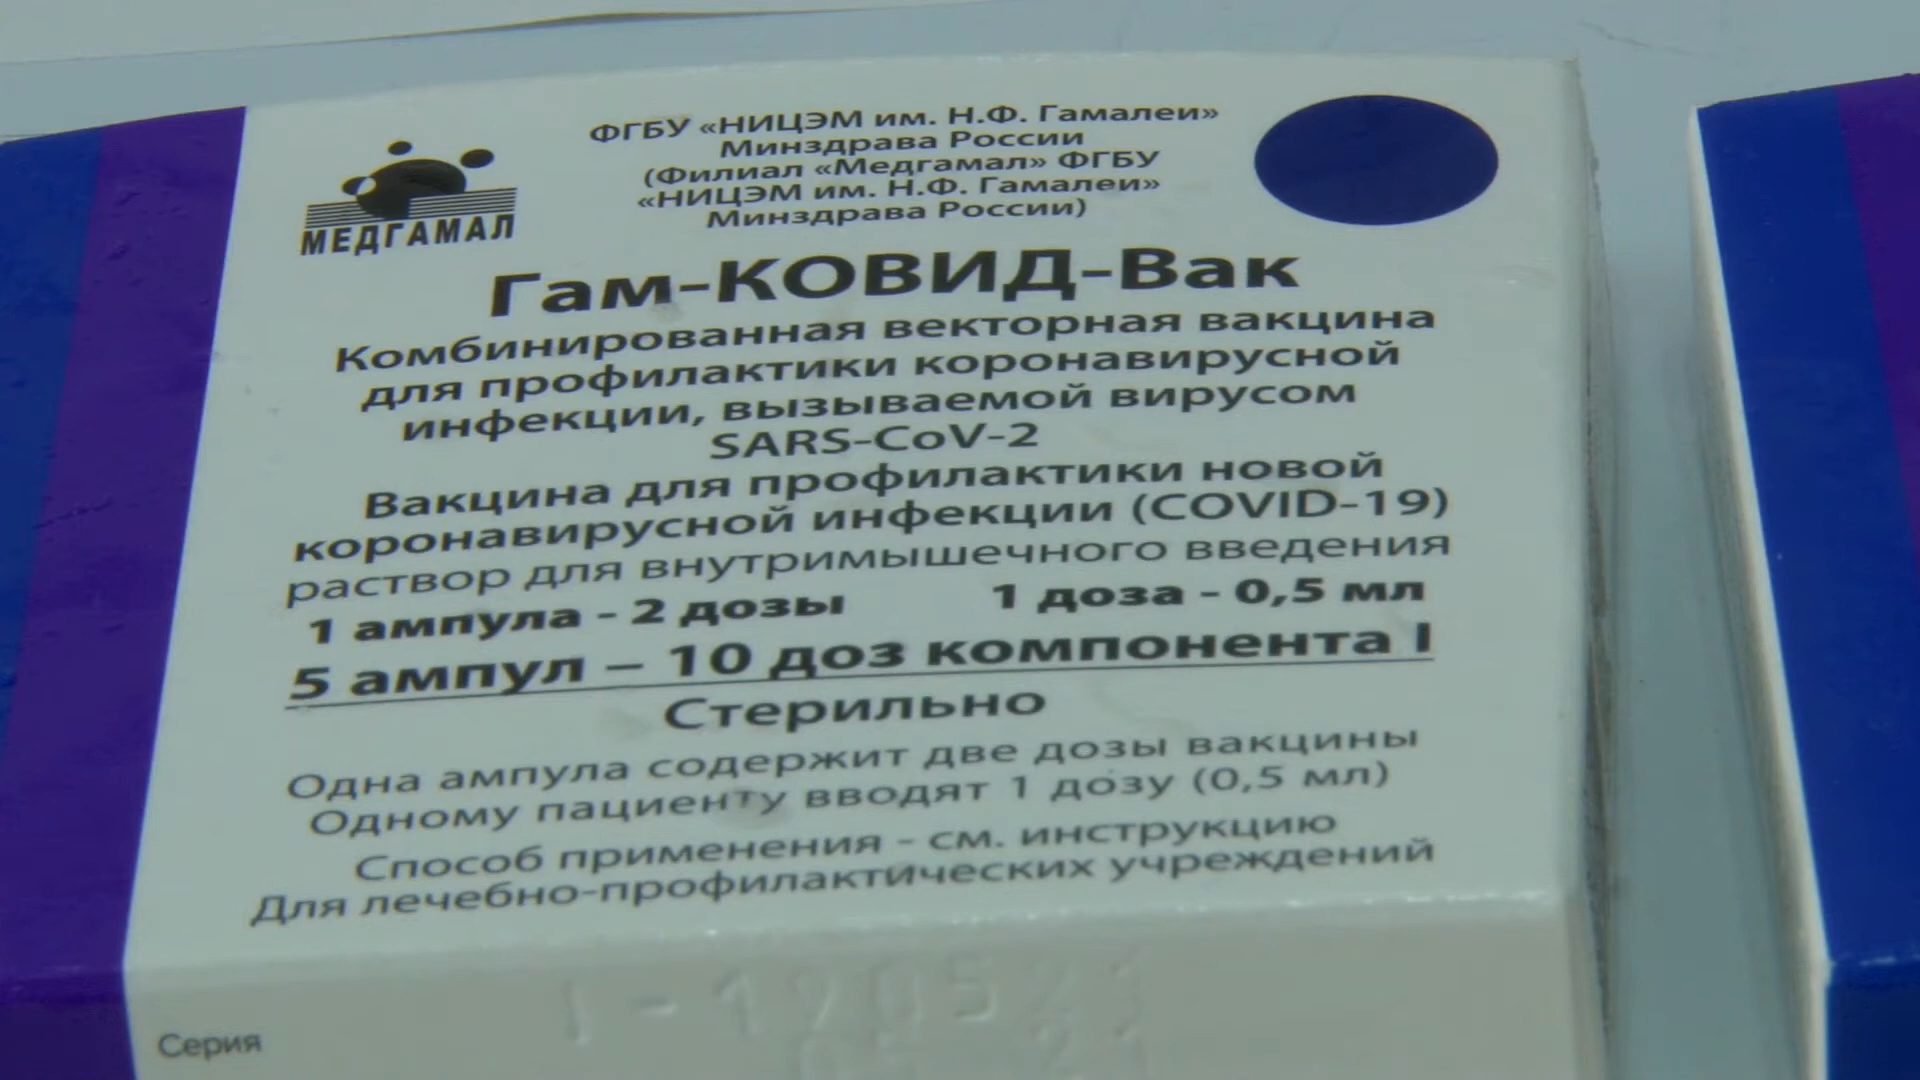 МЕДГАМАЛ
ФГБУ «НИЦЭМ им. Н.Ф. Гамалеи»
Минздрава России
(Филиал «Медгамал» ФГБУ
«НИЦЭМ им. Н.Ф. Гамалеи»
Минздрава России)
Гам-КОВИД-Вак
Комбинированная векторная вакцина
для профилактики коронавирусной
инфекции, вызываемой вирусом
SARS-CoV-2
Вакцина для профилактики новой
коронавирусной инфекции (COVID-19)
раствор для внутримышечного введения
1 ампула - 2 дозы 1 доза - 0,5 мл
5 ампул – 10 доз компонента I
Стерильно
Одна ампула содержит две дозы вакцины
Одному пациенту вводят 1 дозу (0,5 мл)
Способ применения - см. инструкцию
Для лечебно-профилактических учреждений
Серия